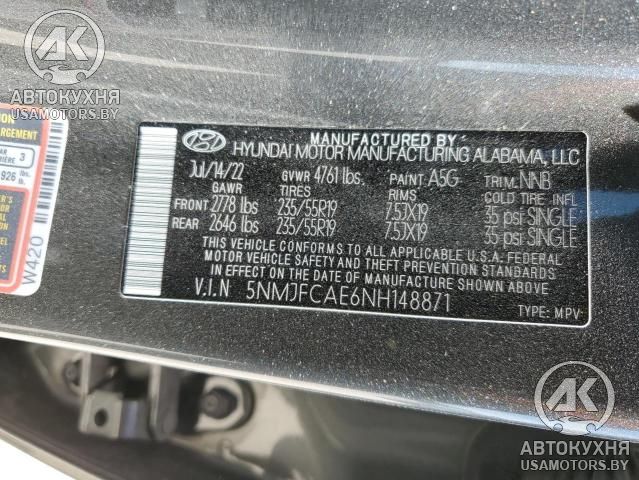 АВТОКУХНЯ
USAMOTORS.BY
3
926 lbs.
W420
MANUFACTURED BY
HYUNDAI MOTOR MANUFACTURING ALABAMA, LLC
Jul/14/22 GVWR 4761 lbs. PAINT: A5G TRIM: NNB
GAWR TIRES RIMS COLD TIRE INFL
FRONT 2778 lbs 235/55R19 7.5JX19 35 psi SINGLE
REAR 2646 lbs 235/55R19 7.5JX19 35 psi SINGLE
THIS VEHICLE CONFORMS TO ALL APPLICABLE U.S.A. FEDERAL
MOTOR VEHICLE SAFETY AND THEFT PREVENTION STANDARDS
IN EFFECT ON THE DATE OF MANUFACTURE SHOWN ABOVE.
V.I.N 5NMJFCAE6NH148871
TYPE: MPV
АК
АВТОКУХНЯ
USAMOTORS.BY